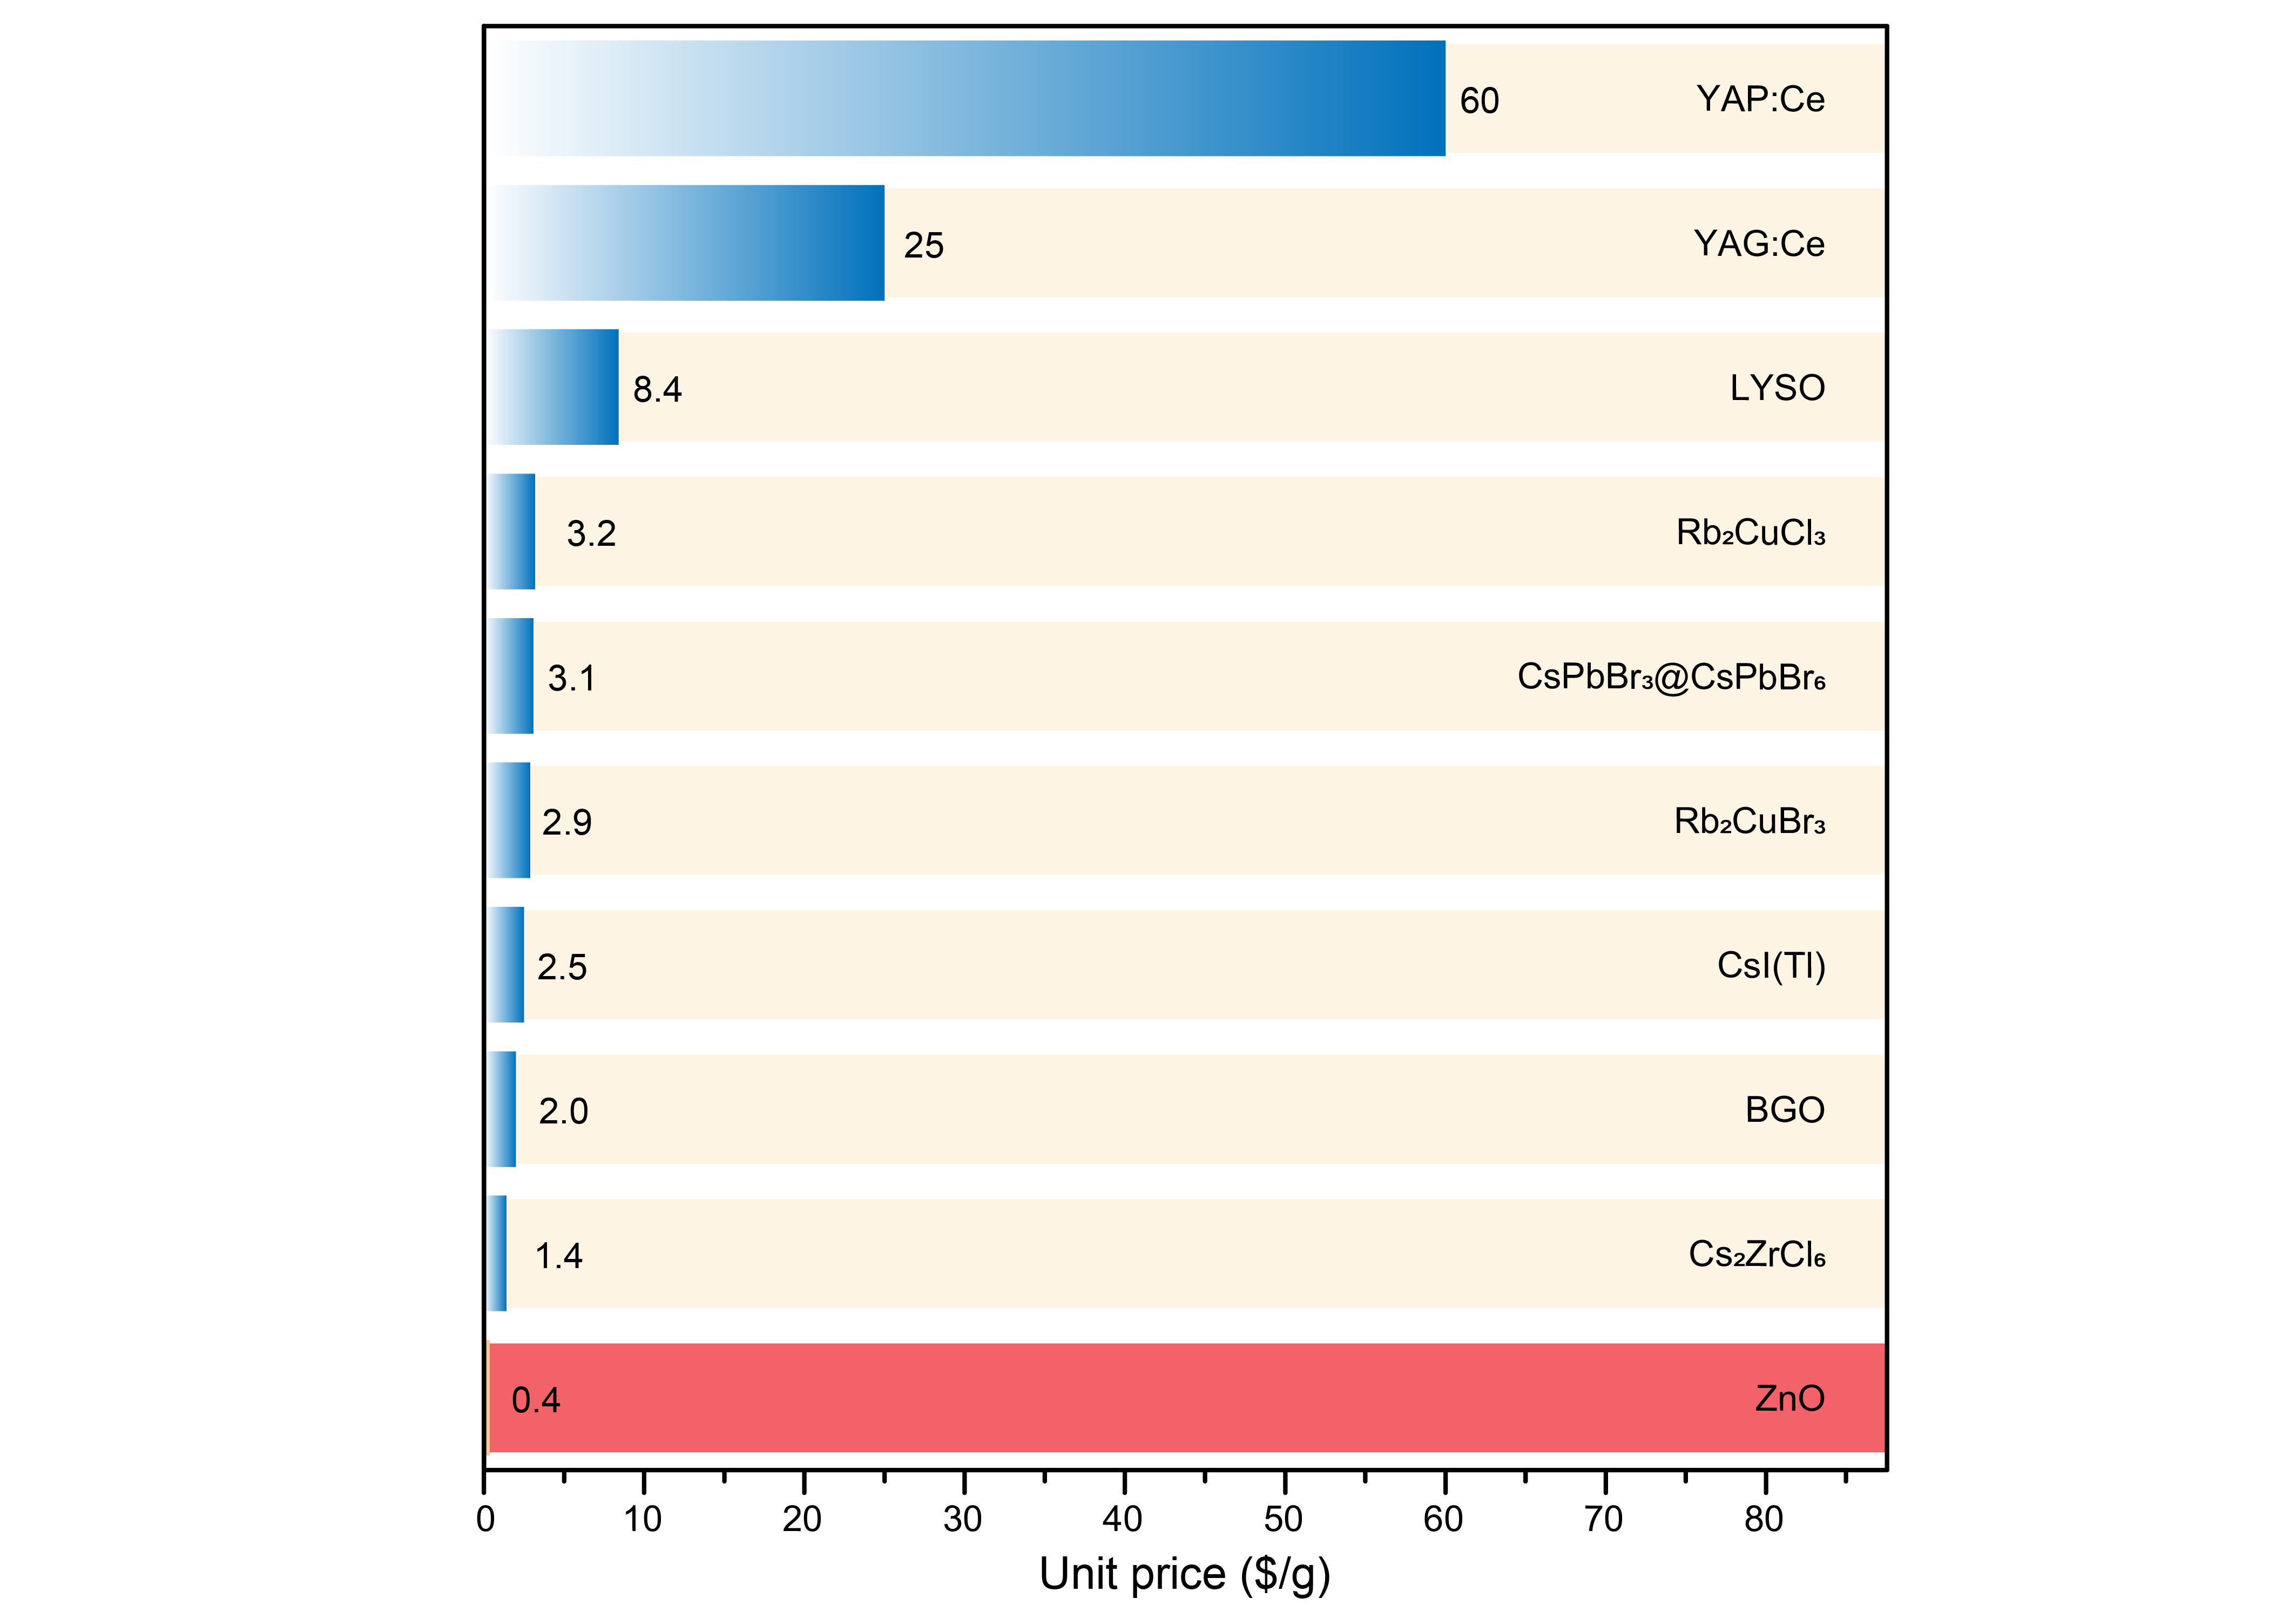 60 YAP:Ce
25 YAG:Ce
8.4 LYSO
3.2 Rb₂CuCl₃
3.1 CsPbBr₃@CsPbBr₆
2.9 Rb₂CuBr₃
2.5 CsI(Tl)
2.0 BGO
1.4 Cs₂ZrCl₆
0.4 ZnO
0 10 20 30 40 50 60 70 80
Unit price ($/g)